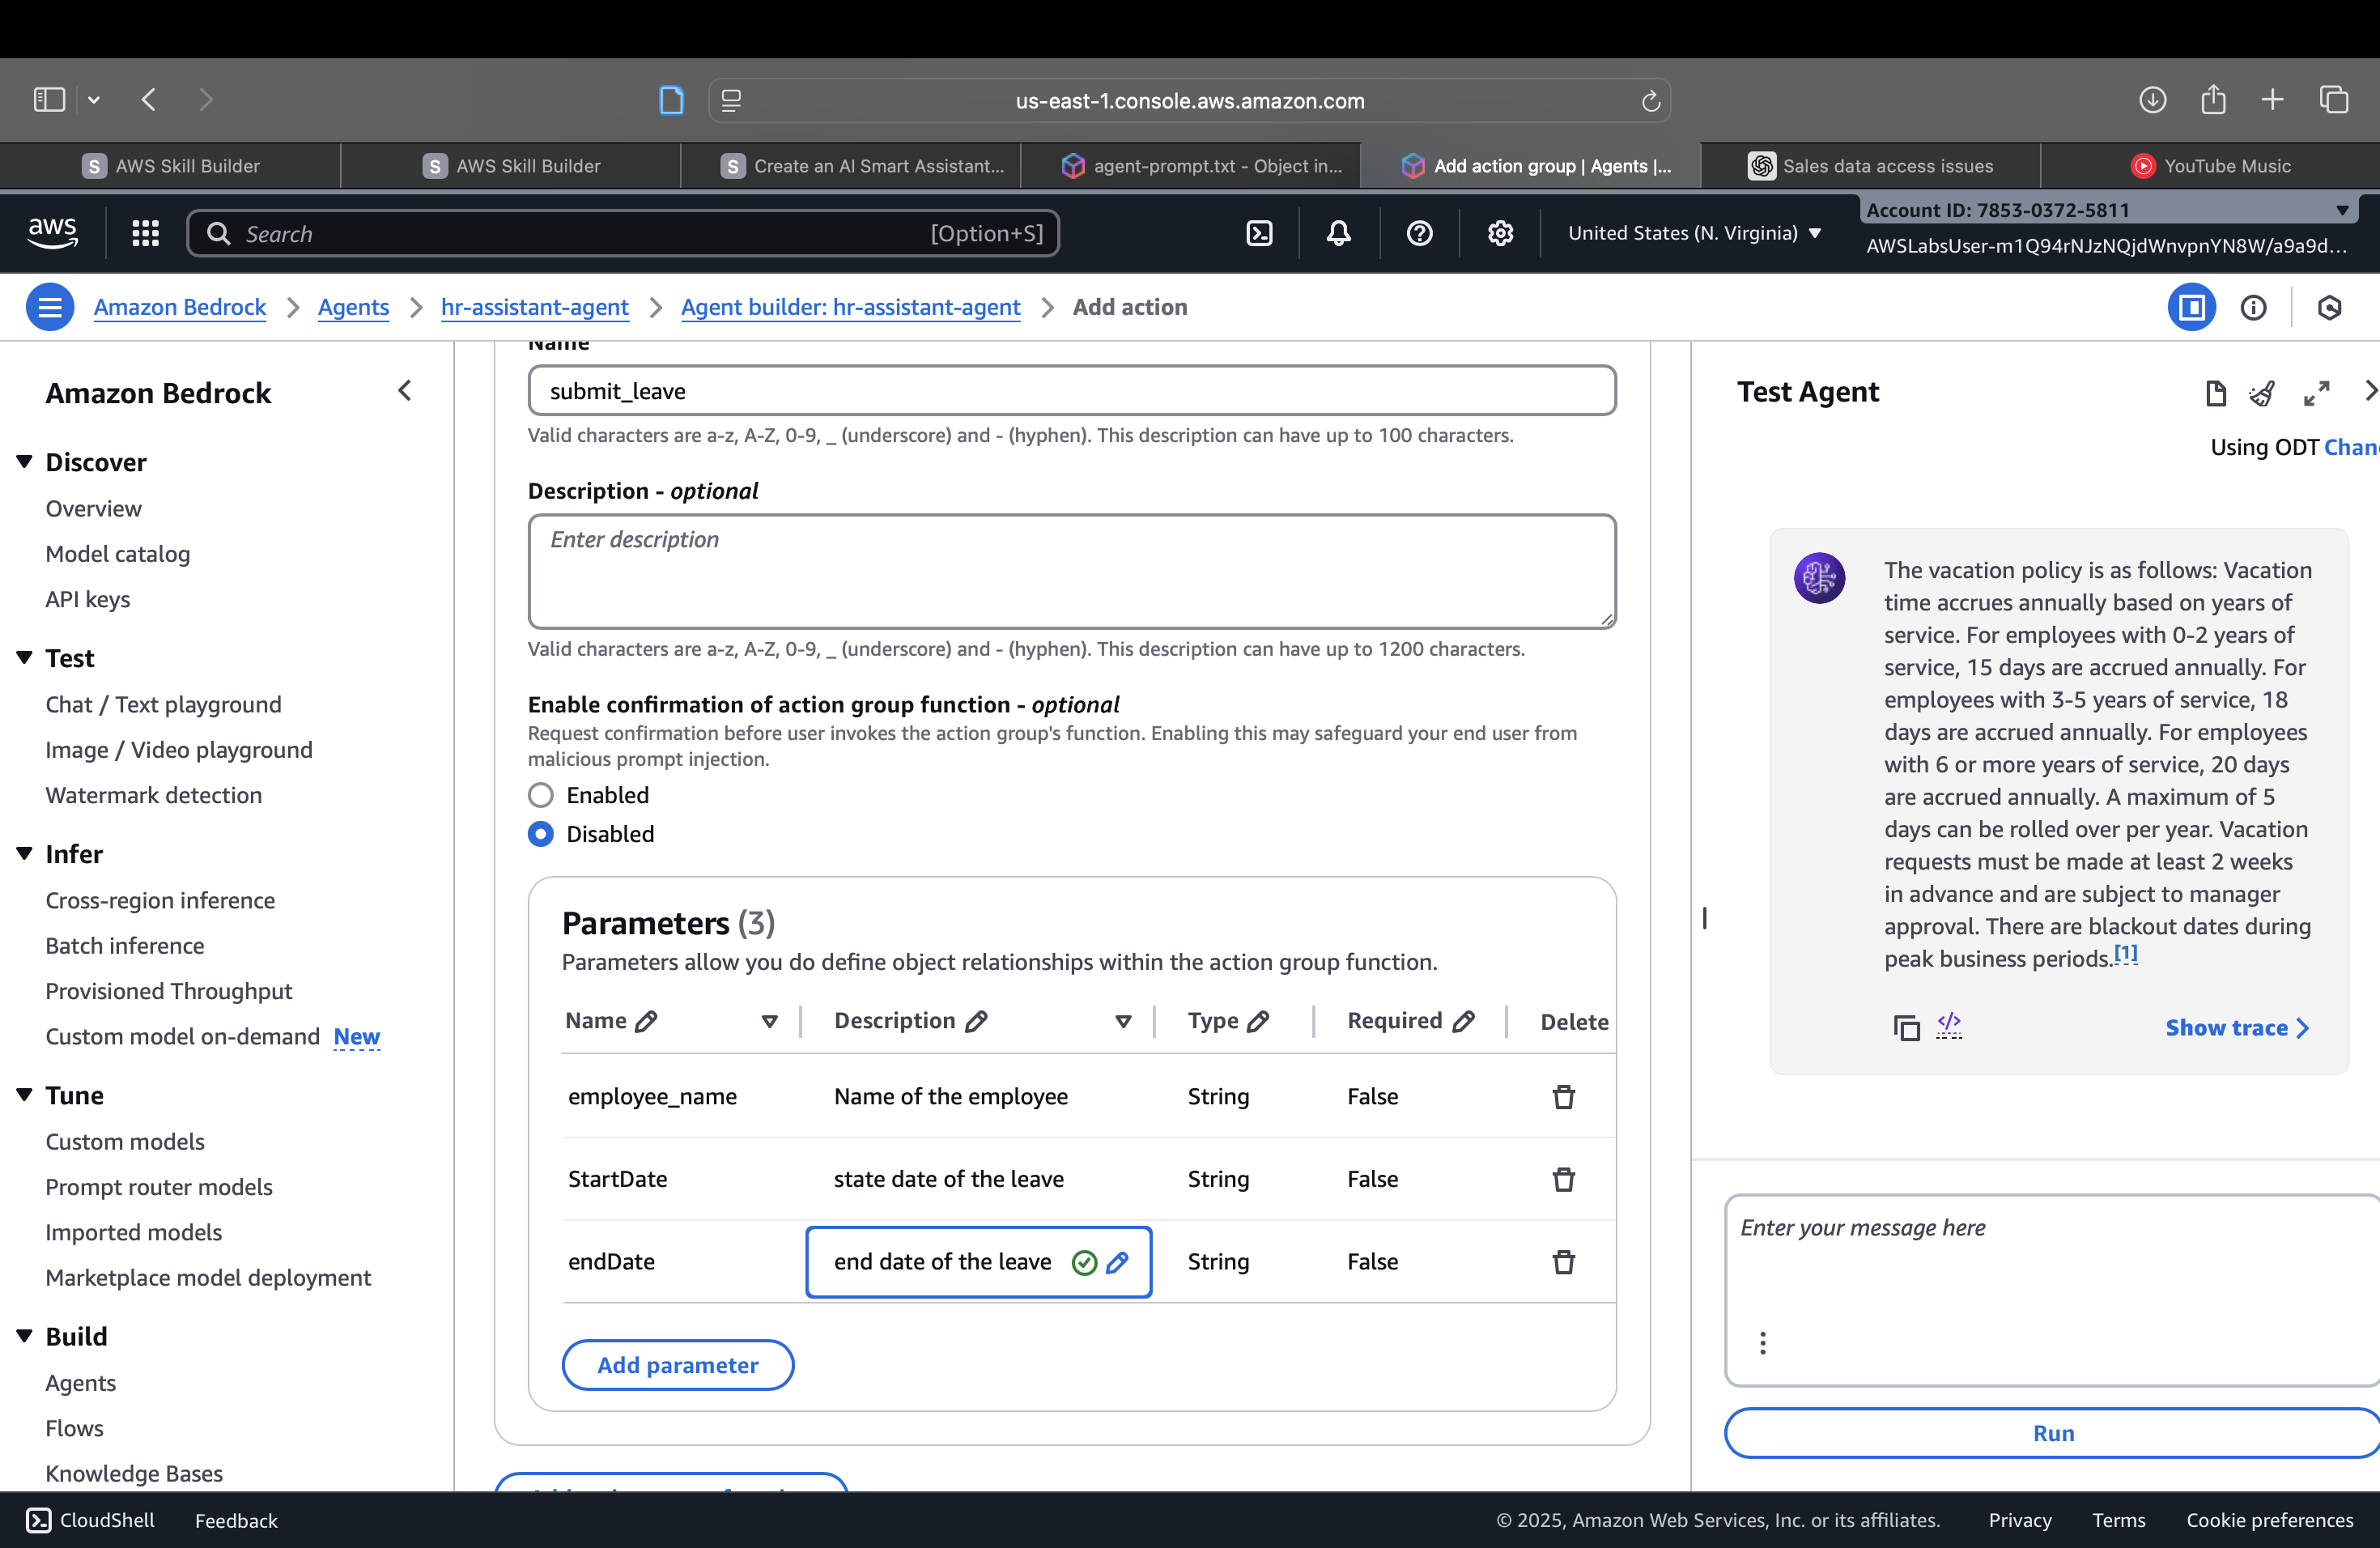 us-east-1.console.aws.amazon.com
AWS Skill Builder
AWS Skill Builder
Create an AI Smart Assistant...
agent-prompt.txt - Object in...
Add action group | Agents |...
Sales data access issues
YouTube Music
aws
Search
[Option+S]
United States (N. Virginia)
Account ID: 7853-0372-5811
AWSLabsUser-m1Q94rNJzNQjdWnvpnYN8W/a9a9d...
Amazon Bedrock
Agents
hr-assistant-agent
Agent builder: hr-assistant-agent
Add action
Amazon Bedrock
Discover
Overview
Model catalog
API keys
Test
Chat / Text playground
Image / Video playground
Watermark detection
Infer
Cross-region inference
Batch inference
Provisioned Throughput
Custom model on-demand New
Tune
Custom models
Prompt router models
Imported models
Marketplace model deployment
Build
Agents
Flows
Knowledge Bases
Name
submit_leave
Valid characters are a-z, A-Z, 0-9, _ (underscore) and - (hyphen). This description can have up to 100 characters.
Description - optional
Enter description
Valid characters are a-z, A-Z, 0-9, _ (underscore) and - (hyphen). This description can have up to 1200 characters.
Enable confirmation of action group function - optional
Request confirmation before user invokes the action group's function. Enabling this may safeguard your end user from
malicious prompt injection.
Enabled
Disabled
Parameters (3)
Parameters allow you do define object relationships within the action group function.
Name Description Type Required Delete
employee_name Name of the employee String False
StartDate state date of the leave String False
endDate end date of the leave String False
Add parameter
Test Agent
Using ODT Chan
The vacation policy is as follows: Vacation
time accrues annually based on years of
service. For employees with 0-2 years of
service, 15 days are accrued annually. For
employees with 3-5 years of service, 18
days are accrued annually. For employees
with 6 or more years of service, 20 days
are accrued annually. A maximum of 5
days can be rolled over per year. Vacation
requests must be made at least 2 weeks
in advance and are subject to manager
approval. There are blackout dates during
peak business periods.[1]
Show trace
Enter your message here
Run
CloudShell
Feedback
© 2025, Amazon Web Services, Inc. or its affiliates.
Privacy
Terms
Cookie preferences